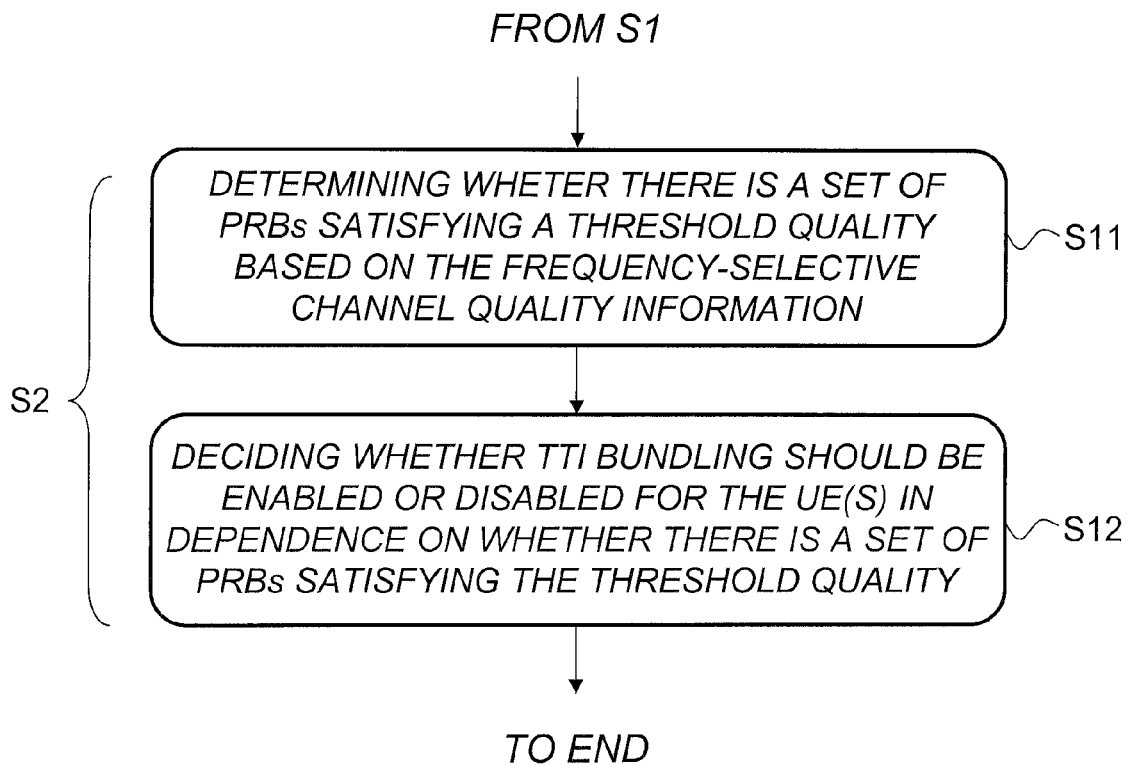 FROM S1
DETERMINING WHETER THERE IS A SET OF
PRBs SATISFYING A THRESHOLD QUALITY
BASED ON THE FREQUENCY-SELECTIVE
CHANNEL QUALITY INFORMATION
S11
S2
DECIDING WHETHER TTI BUNDLING SHOULD BE
ENABLED OR DISABLED FOR THE UE(S) IN
DEPENDENCE ON WHETHER THERE IS A SET OF
PRBs SATISFYING THE THRESHOLD QUALITY
S12
TO END